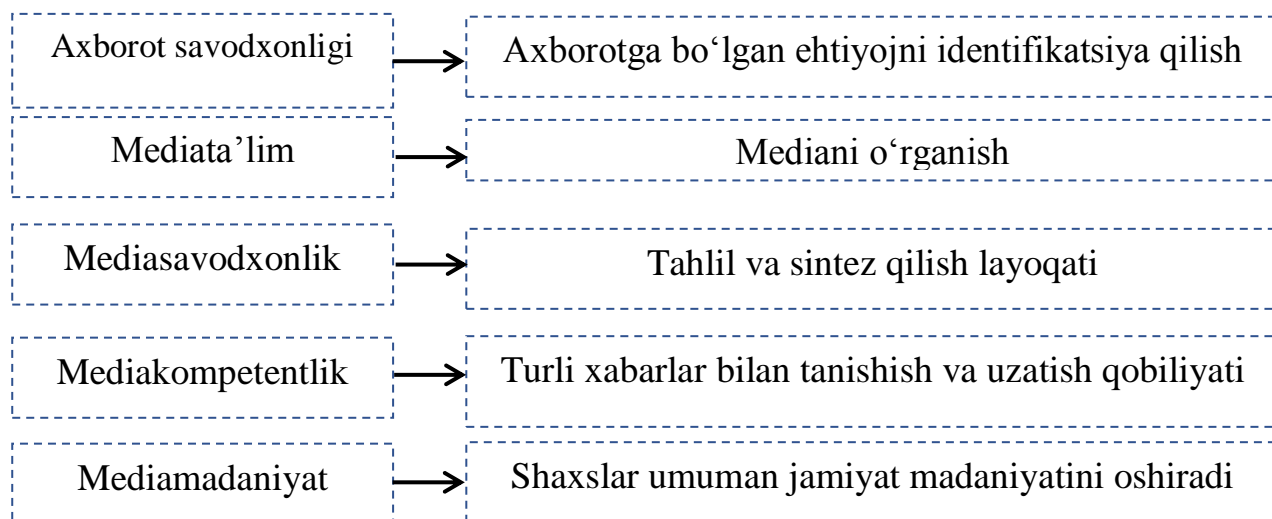 Axborot savodxonligi
Axborotga bo‘lgan ehtiyojni identifikatsiya qilish
Mediata’lim
Mediani o‘rganish
Mediasavodxonlik
Tahlil va sintez qilish layoqati
Mediakompetentlik
Turli xabarlar bilan tanishish va uzatish qobiliyati
Mediamadaniyat
Shaxslar umuman jamiyat madaniyatini oshiradi